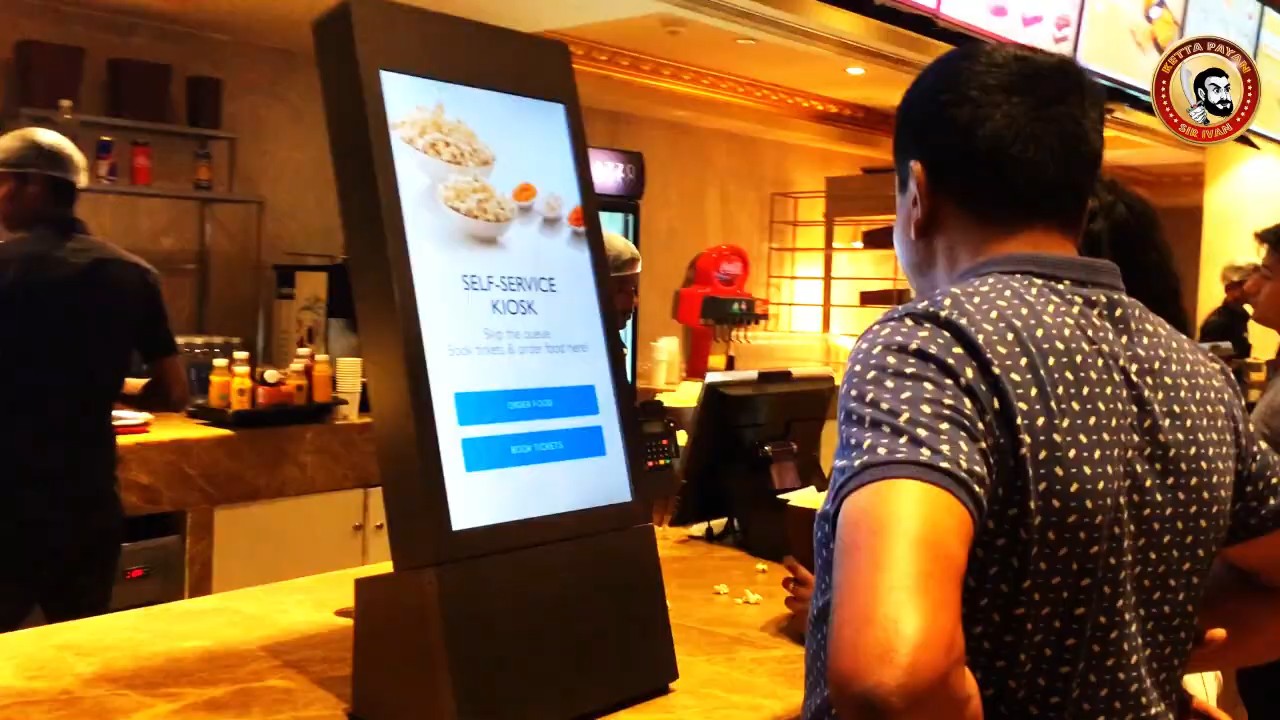 KETTA PAYAN
SIR IVAN
SELF-SERVICE
KIOSK
Skip the queue
Book tickets & order food here!
ORDER FOOD
BOOK TICKETS